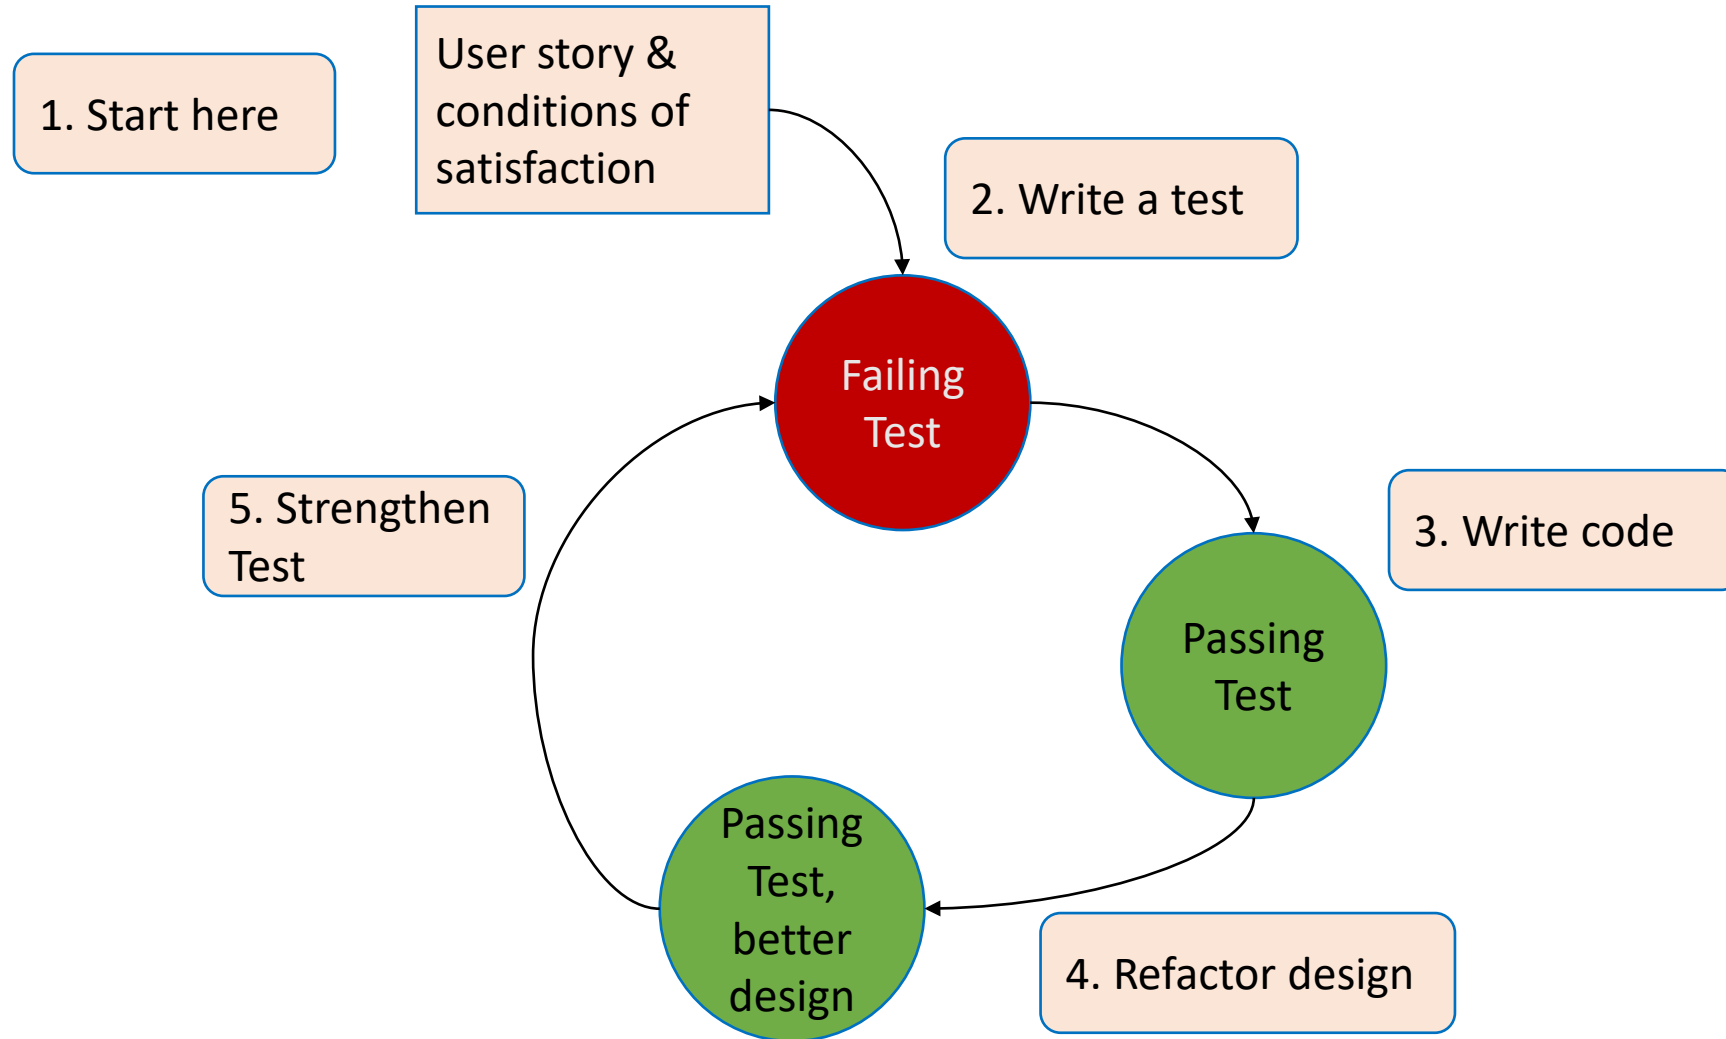 1. Start here
User story &
conditions of
satisfaction
2. Write a test
Failing
Test
3. Write code
Passing
Test
4. Refactor design
Passing
Test,
better
design
5. Strengthen
Test